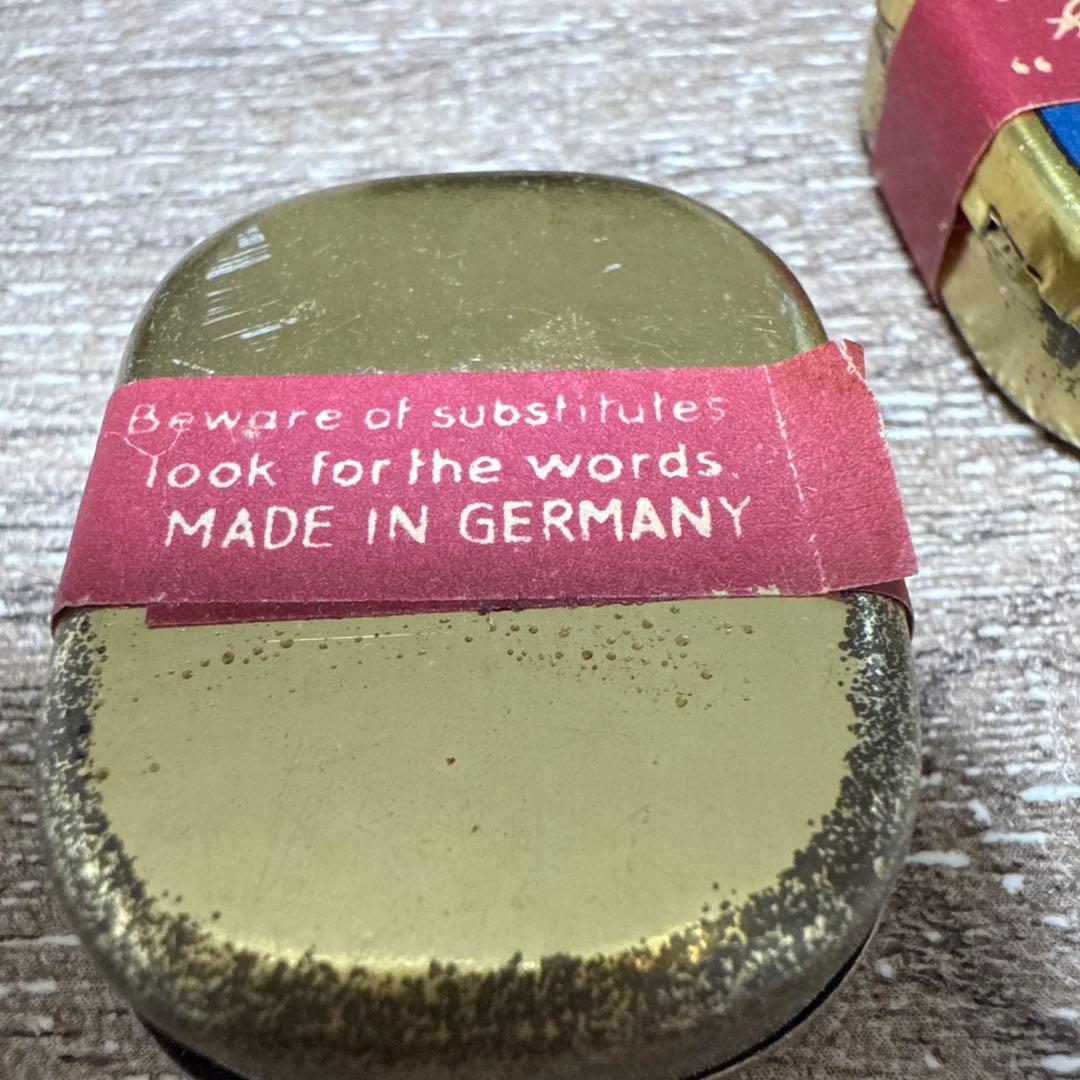 Beware of substitutes
look for the words.
MADE IN GERMANY